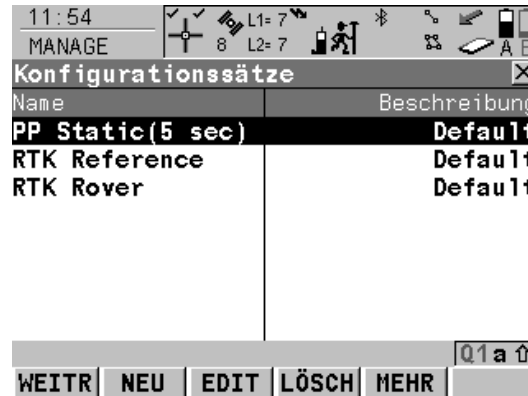 11:54
MANAGE
L1= 7
8 L2= 7
A
Konfigurationssätze
Name Beschreibung
PP Static(5 sec) Default
RTK Reference Default
RTK Rover Default
Q1 a
WEITR NEU EDIT LÖSCH MEHR